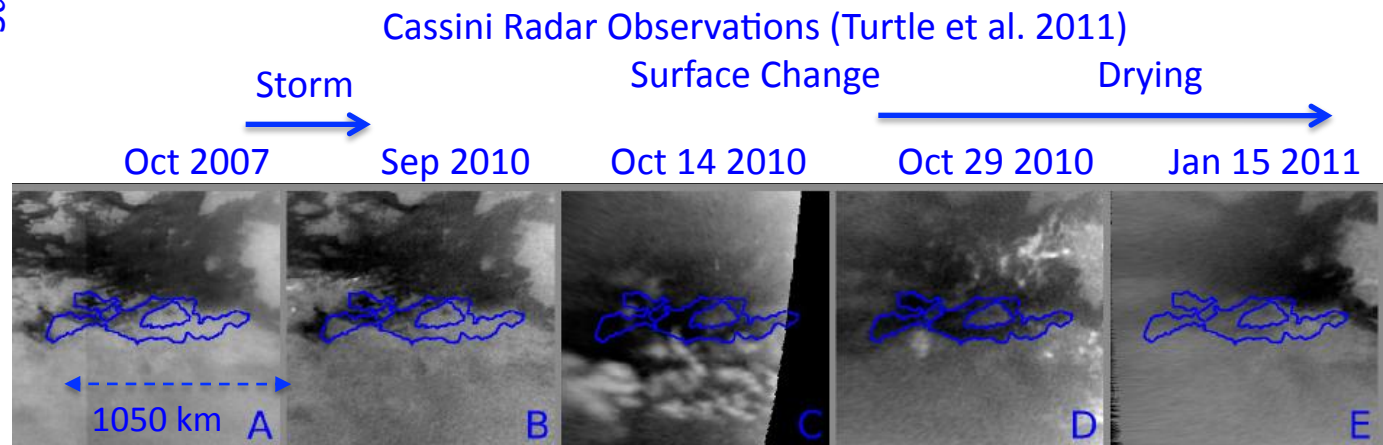 Cassini Radar Observations (Turtle et al. 2011)
Storm
Surface Change
Drying
Oct 2007
Sep 2010
Oct 14 2010
Oct 29 2010
Jan 15 2011
1050 km
A
B
C
D
E